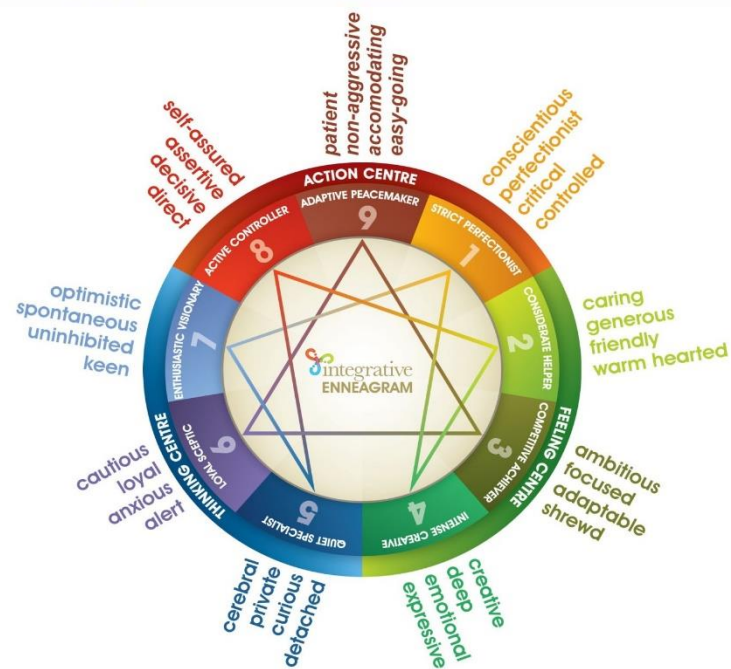 patient
non-aggressive
accomodating
easy-going
conscientious
perfectionist
critical
controlled
caring
generous
friendly
warm hearted
ambitious
focused
adaptable
shrewd
creative
deep
emotional
expressive
cerebral
private
curious
detached
cautious
loyal
anxious
alert
optimistic
spontaneous
uninhibited
keen
self-assured
assertive
decisive
direct
ACTION CENTRE
FEELING CENTRE
THINKING CENTRE
ADAPTIVE PEACEMAKER
9
STRICT PERFECTIONIST
1
CONSIDERATE HELPER
2
COMPETITIVE ACHIEVER
3
INTENSE CREATIVE
4
QUIET SPECIALIST
5
LOYAL SCEPTIC
6
ENTHUSIASTIC VISIONARY
7
ACTIVE CONTROLLER
8
integrative
ENNEAGRAM